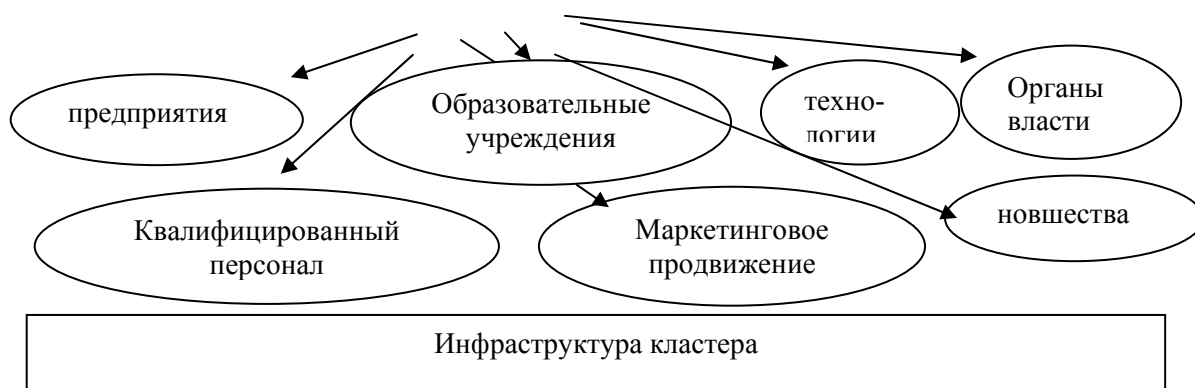 предприятия
Образовательные
учреждения
техно-
логии
Органы
власти
Квалифицированный
персонал
Маркетинговое
продвижение
новшества
Инфраструктура кластера